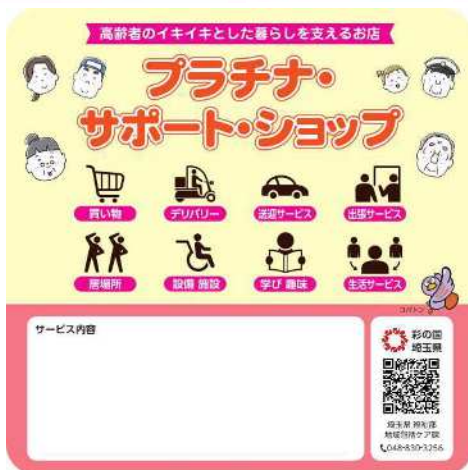 高齢者のイキイキとした暮らしを支えるお店
プラチナ・
サポート・ショップ
買い物
デリバリー
送迎サービス
出張サービス
居場所
設備 施設
学び 趣味
生活サービス
コバトン
サービス内容
彩の国
埼玉県
埼玉県 福祉部
地域包括ケア課
048-830-3256